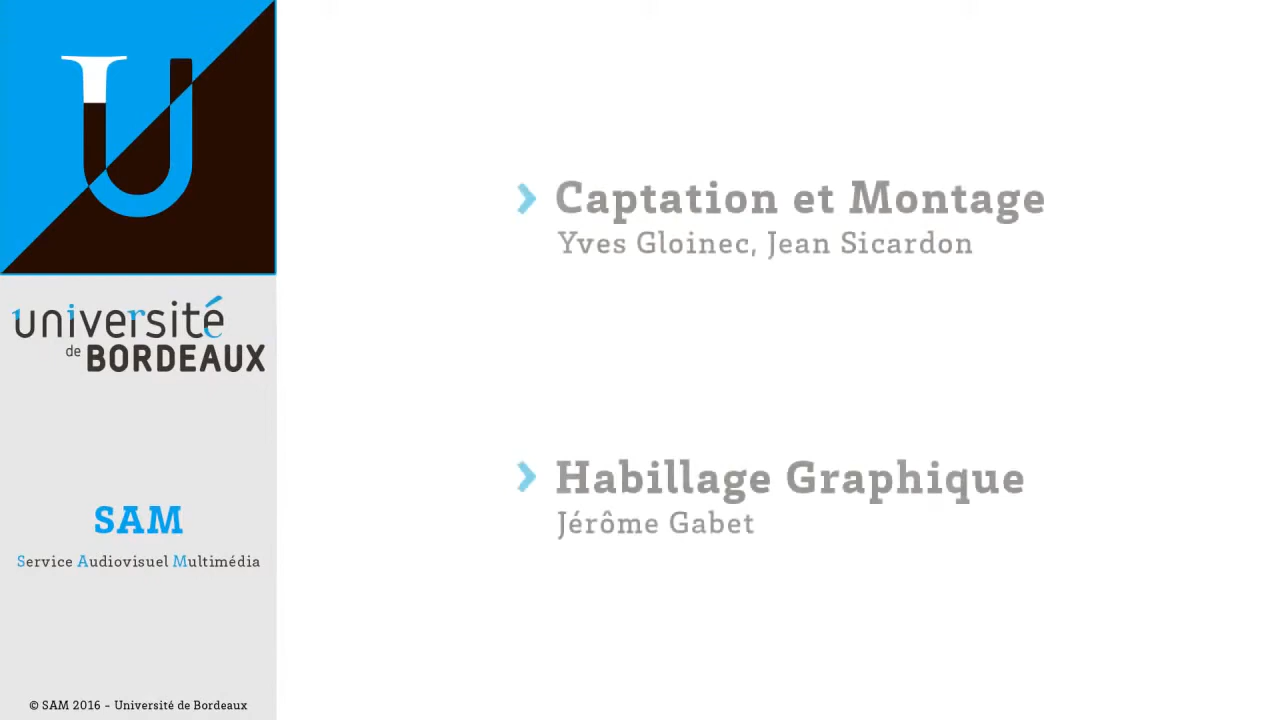 U
université
de BORDEAUX
SAM
Service Audiovisuel Multimédia
© SAM 2016 - Université de Bordeaux
Captation et Montage
Yves Gloinec, Jean Sicardon
Habillage Graphique
Jérôme Gabet